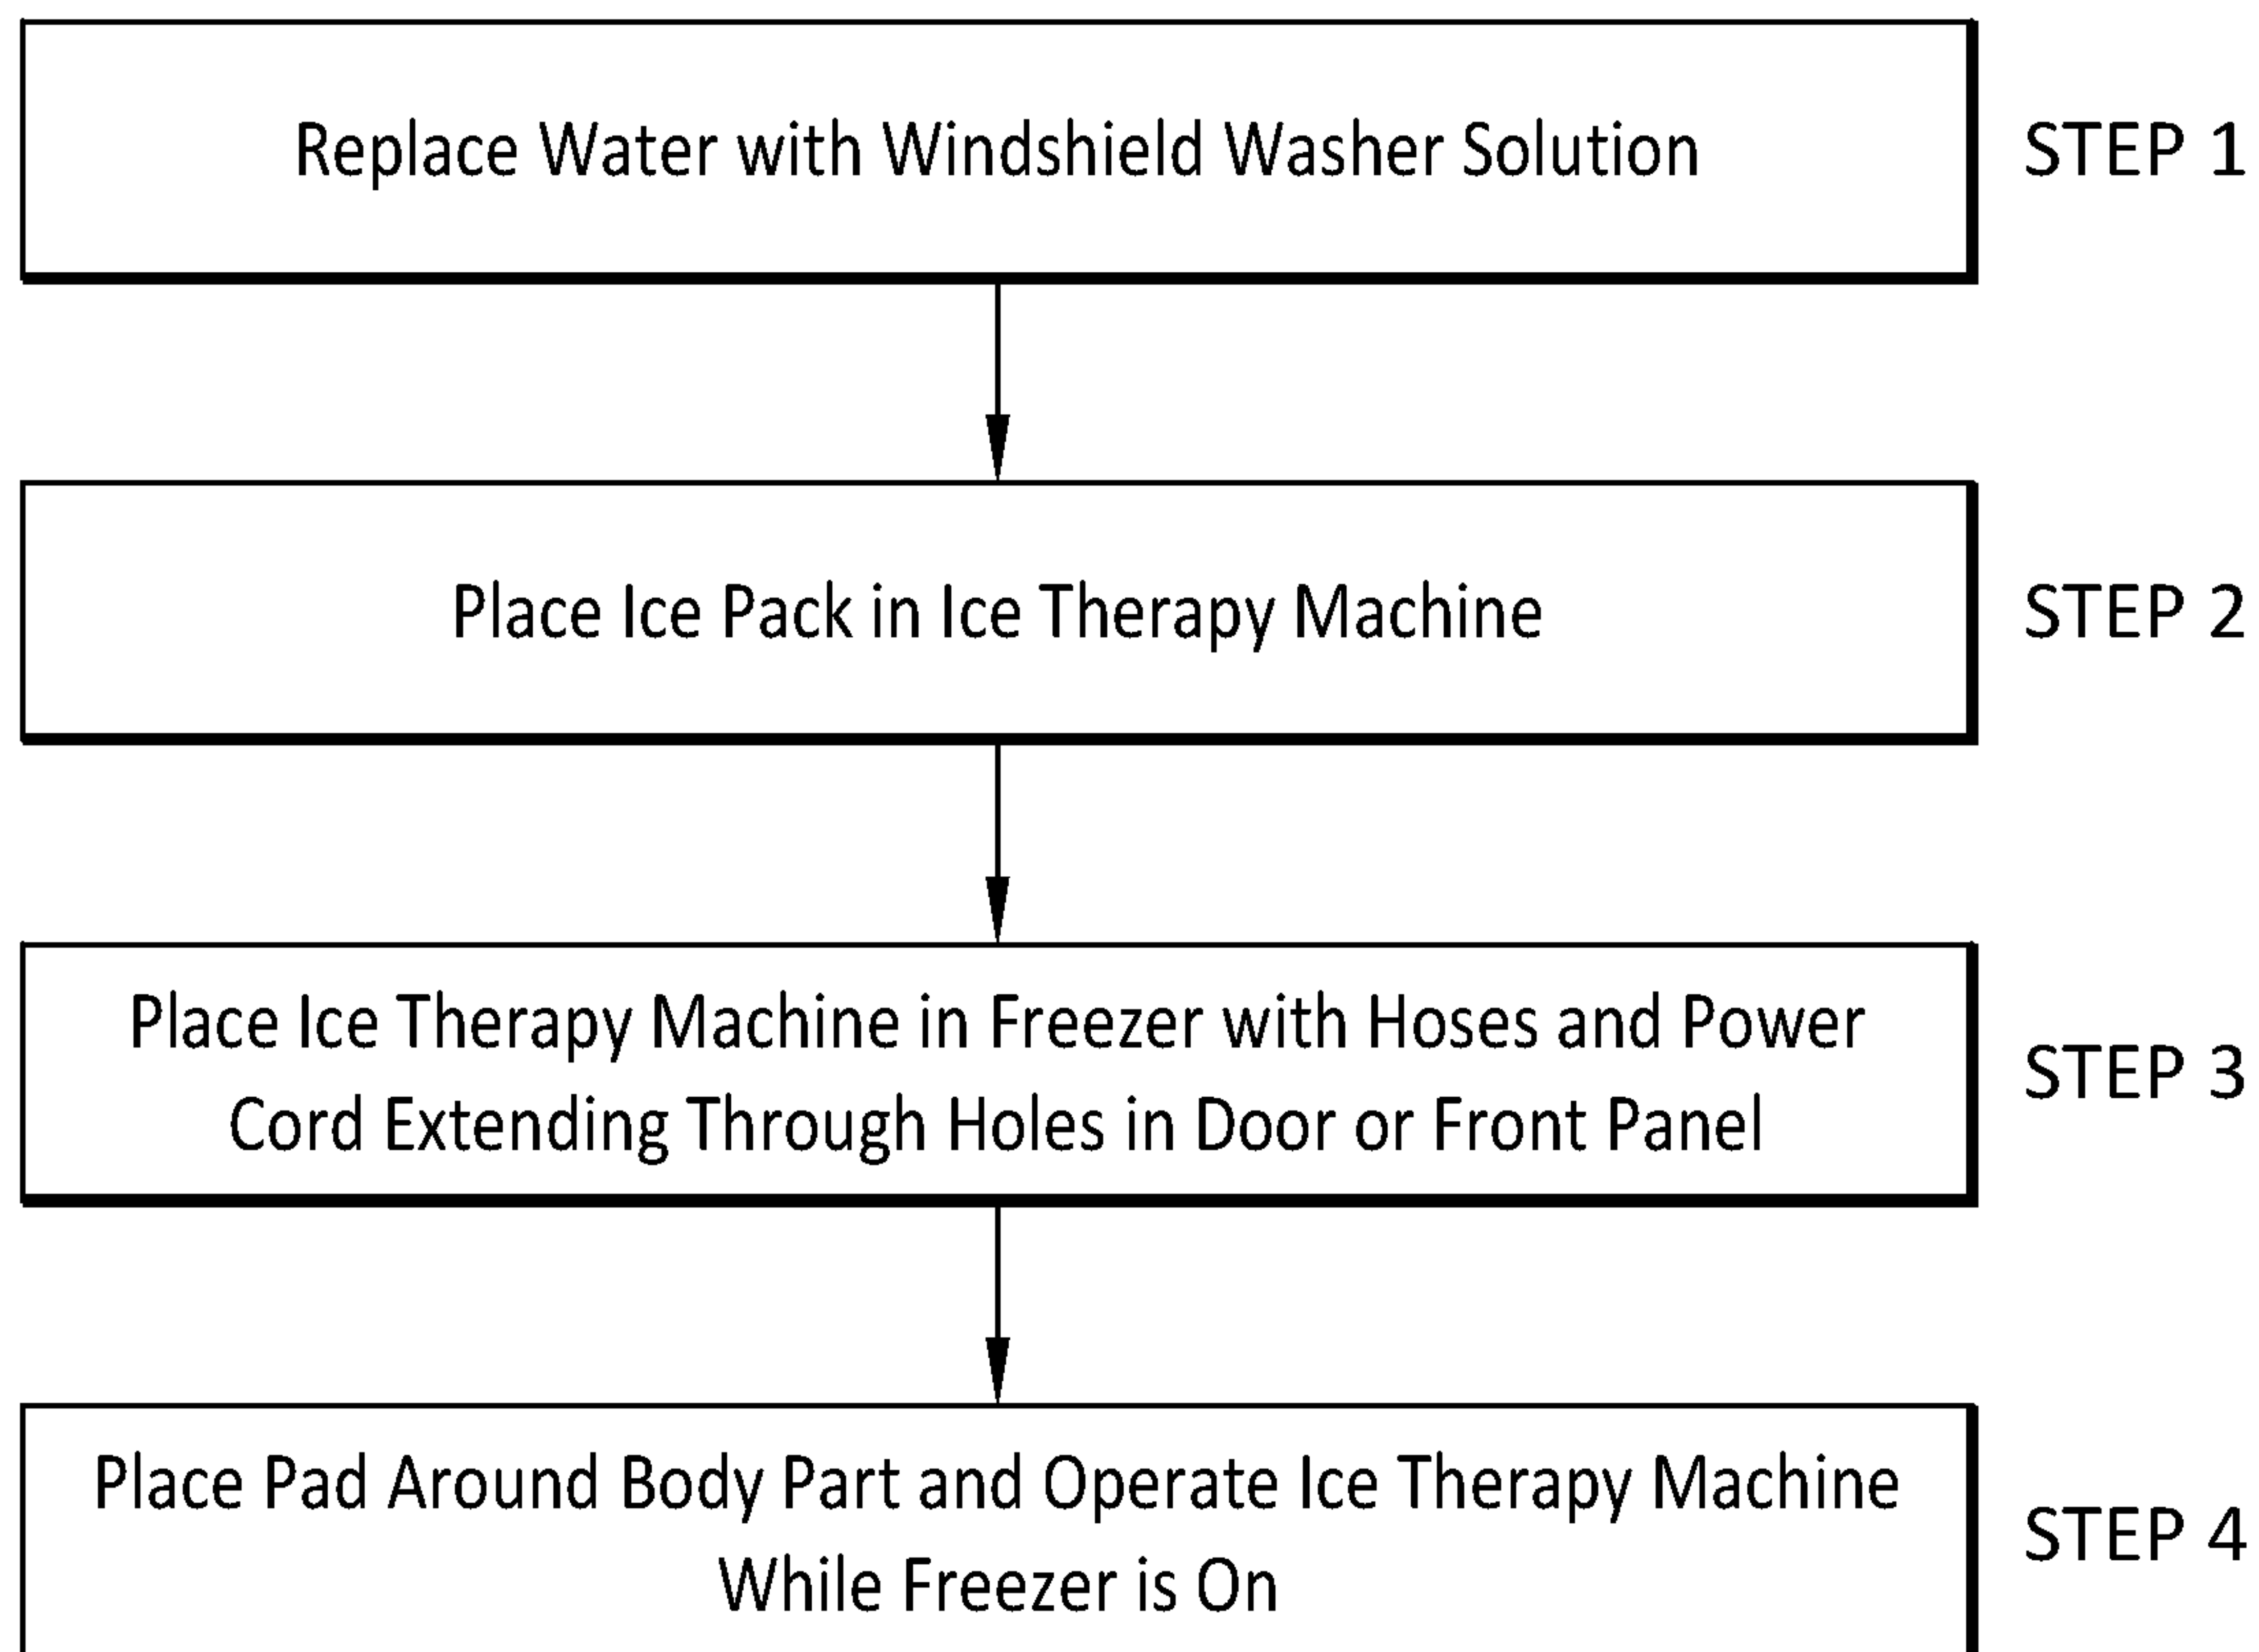 Replace Water with Windshield Washer Solution
STEP 1
Place Ice Pack in Ice Therapy Machine
STEP 2
Place Ice Therapy Machine in Freezer with Hoses and Power
Cord Extending Through Holes in Door or Front Panel
STEP 3
Place Pad Around Body Part and Operate Ice Therapy Machine
While Freezer is On
STEP 4